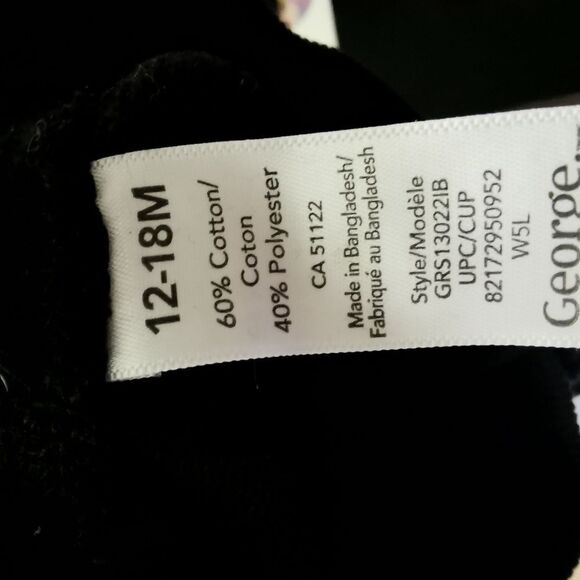 George
12-18M
60% Cotton/
Coton
40% Polyester
CA 51122
Made in Bangladesh/
Fabriqué au Bangladesh
Style/Modèle
GRS13022IB
UPC/CUP
82172950952
W5L